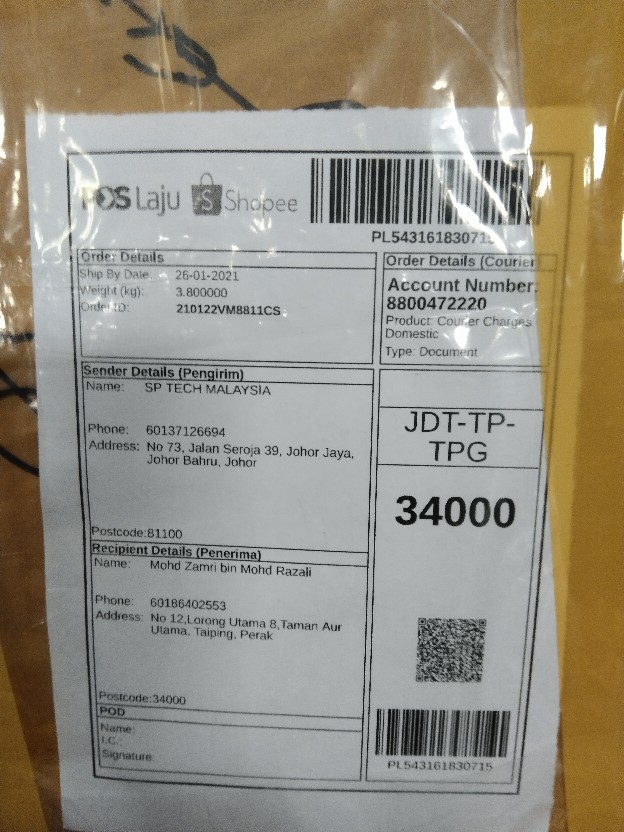 POS Laju Shopee
PL543161830715
Order Details
Ship By Date: 26-01-2021
Weight (kg): 3.800000
Order ID: 210122VM8811CS
Order Details (Courier
Account Number:
8800472220
Product: Courier Charges
Domestic
Type: Document
Sender Details (Pengirim)
Name: SP TECH MALAYSIA
Phone: 60137126694
Address: No 73, Jalan Seroja 39, Johor Jaya,
Johor Bahru, Johor
Postcode:81100
JDT-TP-
TPG
34000
Recipient Details (Penerima)
Name: Mohd Zamri bin Mohd Razali
Phone: 60186402553
Address: No 12,Lorong Utama 8,Taman Aur
Utama, Taiping, Perak
Postcode:34000
POD
Name:
I.C.:
Signature:
PL543161830715